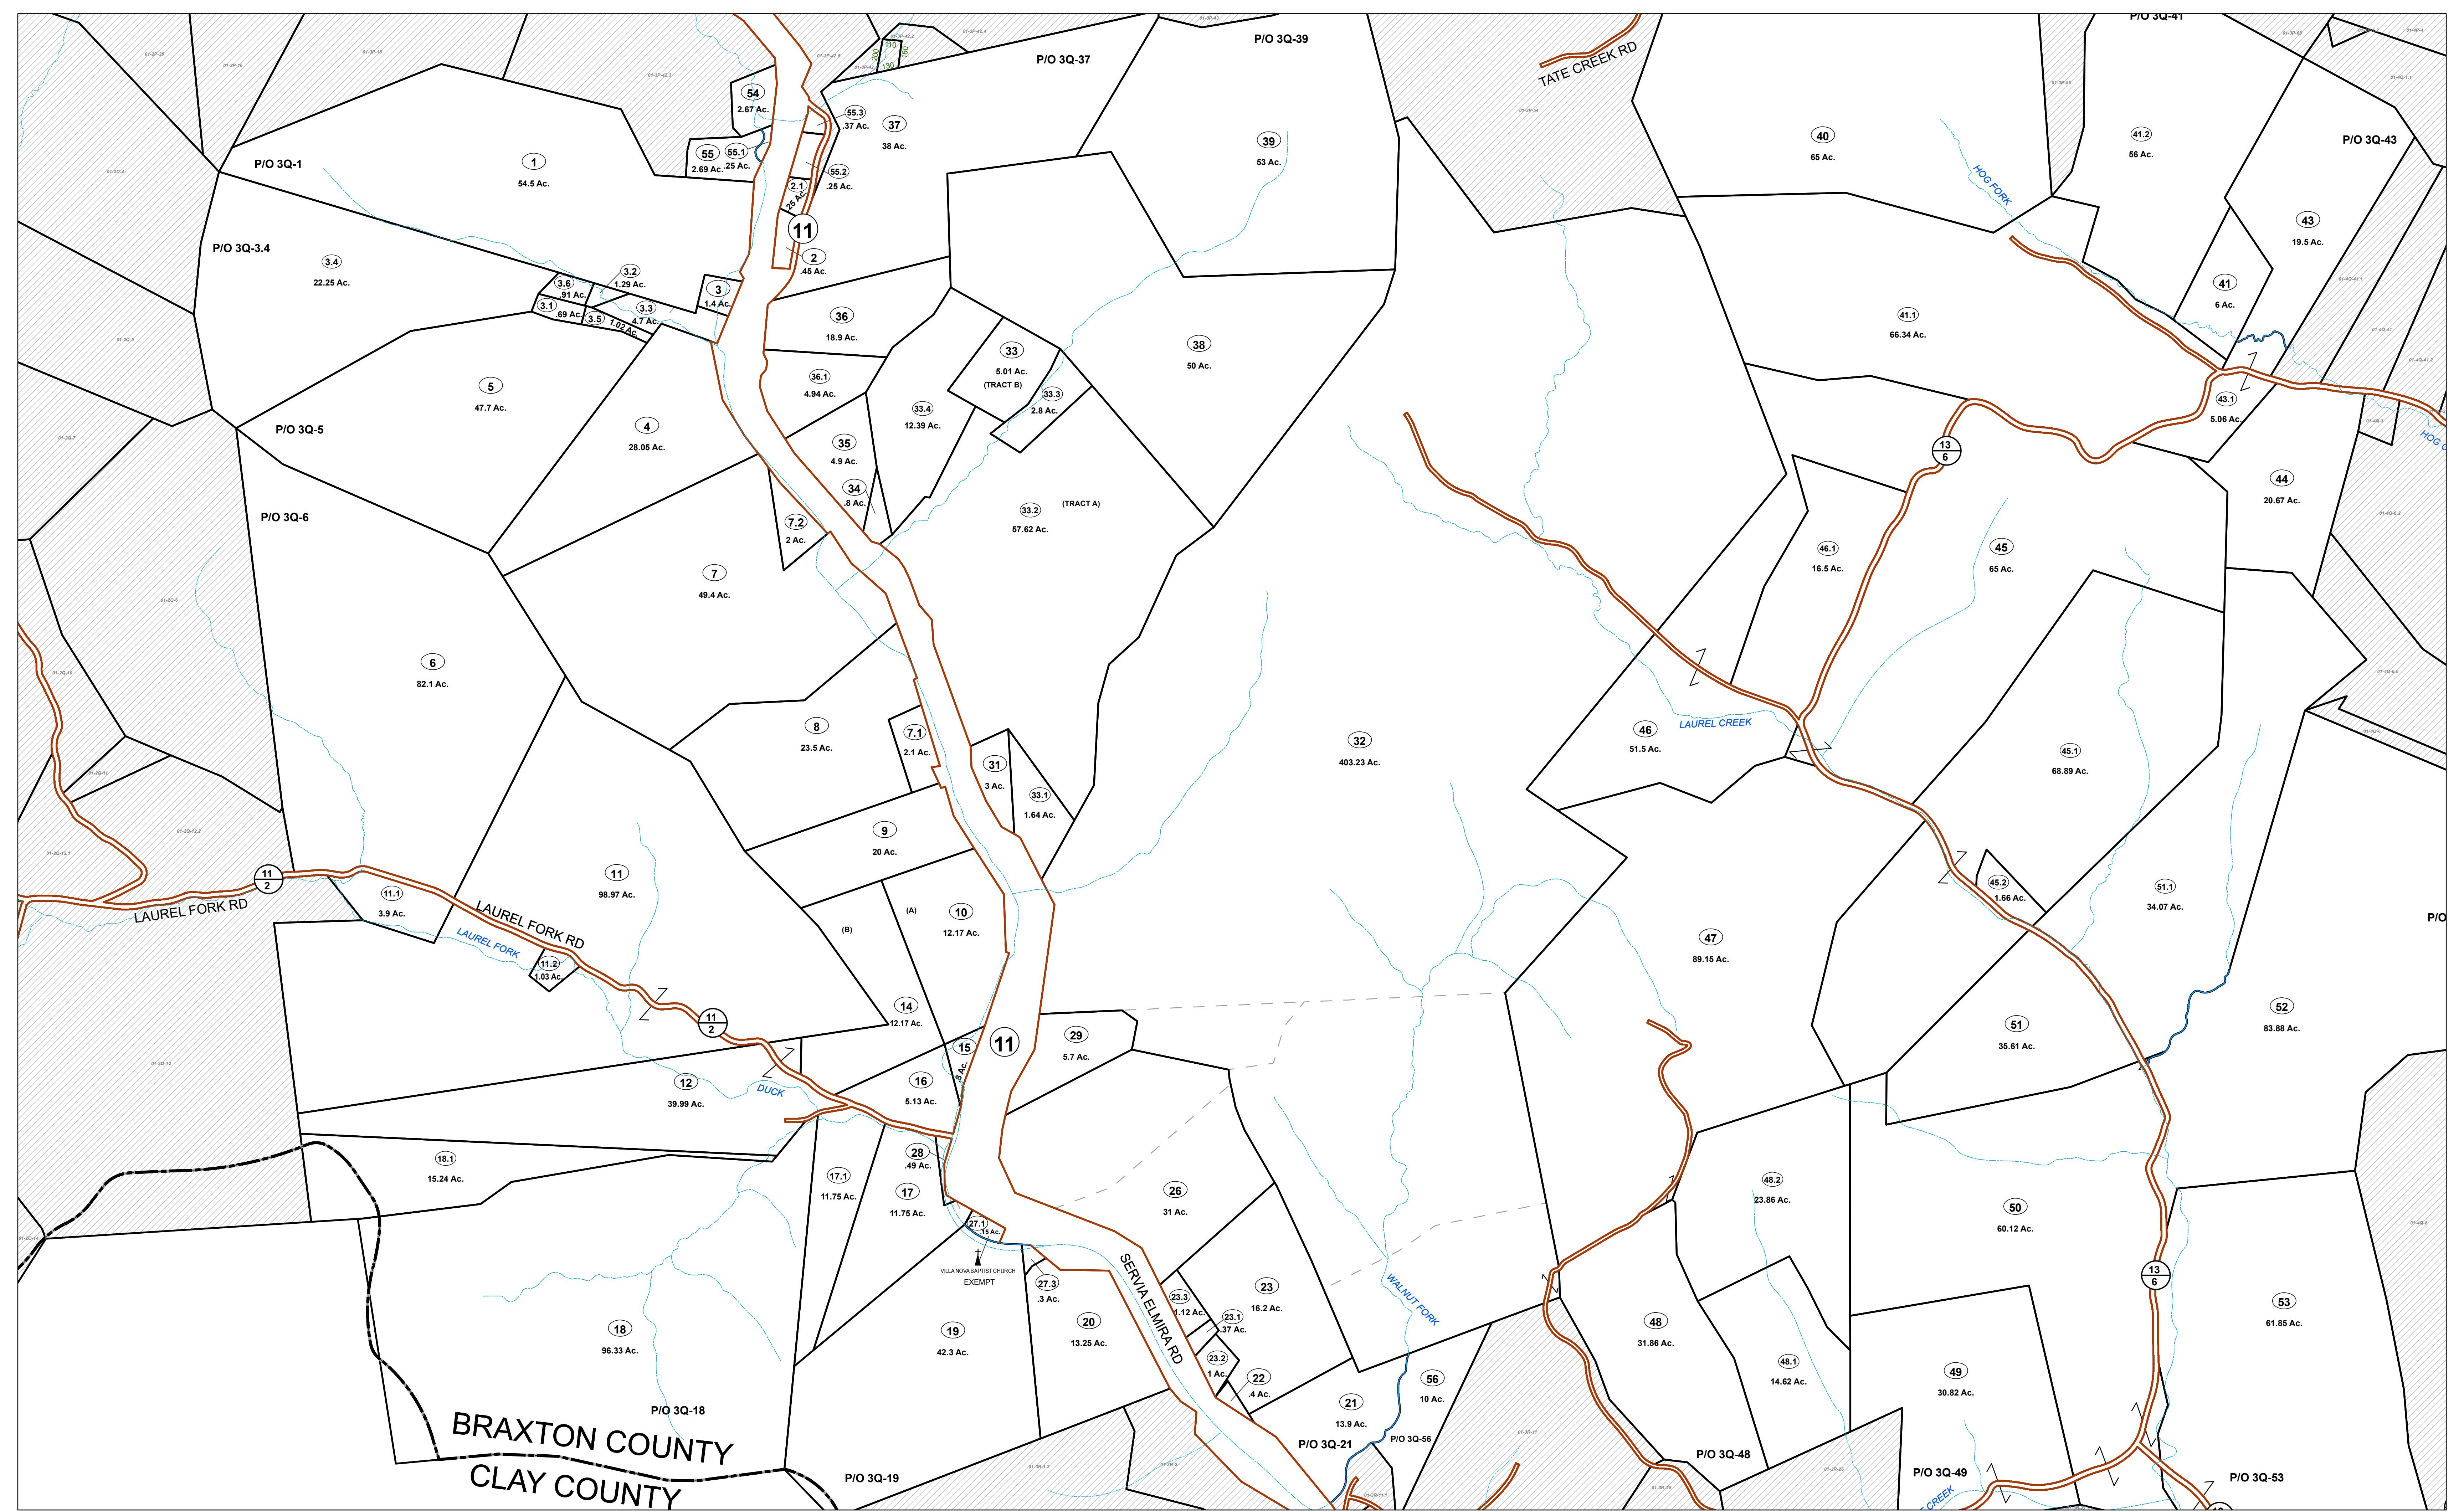 P/O 3Q-41
P/O 3Q-39
P/O 3Q-37
TATE CREEK RD
200
110
160
130
54
2.67 Ac.
55.3
.37 Ac.
37
38 Ac.
39
53 Ac.
40
65 Ac.
41.2
56 Ac.
P/O 3Q-43
P/O 3Q-1
1
54.5 Ac.
55
2.69 Ac.
55.1
.25 Ac.
55.2
.25 Ac.
2.1
.25 Ac.
11
HOG FORK
43
19.5 Ac.
P/O 3Q-3.4
3.4
22.25 Ac.
3.6
.91 Ac.
3.2
1.29 Ac.
3
1.4 Ac.
2
.45 Ac.
3.1
.69 Ac.
3.5
1.02 Ac.
3.3
4.7 Ac.
41
6 Ac.
41.1
66.34 Ac.
36
18.9 Ac.
33
5.01 Ac.
(TRACT B)
38
50 Ac.
5
47.7 Ac.
36.1
4.94 Ac.
33.3
2.8 Ac.
33.4
12.39 Ac.
43.1
5.06 Ac.
P/O 3Q-5
4
28.05 Ac.
35
4.9 Ac.
13
6
34
.8 Ac.
44
20.67 Ac.
P/O 3Q-6
7.2
2 Ac.
33.2
57.62 Ac.
(TRACT A)
46.1
16.5 Ac.
45
65 Ac.
7
49.4 Ac.
6
82.1 Ac.
8
23.5 Ac.
7.1
2.1 Ac.
32
403.23 Ac.
46
51.5 Ac.
LAUREL CREEK
45.1
68.89 Ac.
31
3 Ac.
33.1
1.64 Ac.
9
20 Ac.
11
2
LAUREL FORK RD
11.1
3.9 Ac.
11
98.97 Ac.
LAUREL FORK RD
LAUREL FORK
11.2
1.03 Ac.
(A)
(B)
10
12.17 Ac.
45.2
1.66 Ac.
51.1
34.07 Ac.
P/O
47
89.15 Ac.
14
12.17 Ac.
11
2
11
15
.8 Ac.
29
5.7 Ac.
51
35.61 Ac.
52
83.88 Ac.
12
39.99 Ac.
DUCK
16
5.13 Ac.
18.1
15.24 Ac.
28
.49 Ac.
17.1
11.75 Ac.
17
11.75 Ac.
26
31 Ac.
48.2
23.86 Ac.
50
60.12 Ac.
27.1
.15 Ac.
VILLA NOVA BAPTIST CHURCH
EXEMPT
27.3
.3 Ac.
SERVIA ELMIRA RD
23.3
1.12 Ac.
23
16.2 Ac.
23.1
.37 Ac.
WALNUT FORK
13
6
18
96.33 Ac.
19
42.3 Ac.
20
13.25 Ac.
23.2
1 Ac.
22
.4 Ac.
48
31.86 Ac.
48.1
14.62 Ac.
49
30.82 Ac.
53
61.85 Ac.
56
10 Ac.
21
13.9 Ac.
P/O 3Q-18
BRAXTON COUNTY
CLAY COUNTY
P/O 3Q-19
P/O 3Q-21
P/O 3Q-56
P/O 3Q-48
P/O 3Q-49
P/O 3Q-53
CREEK